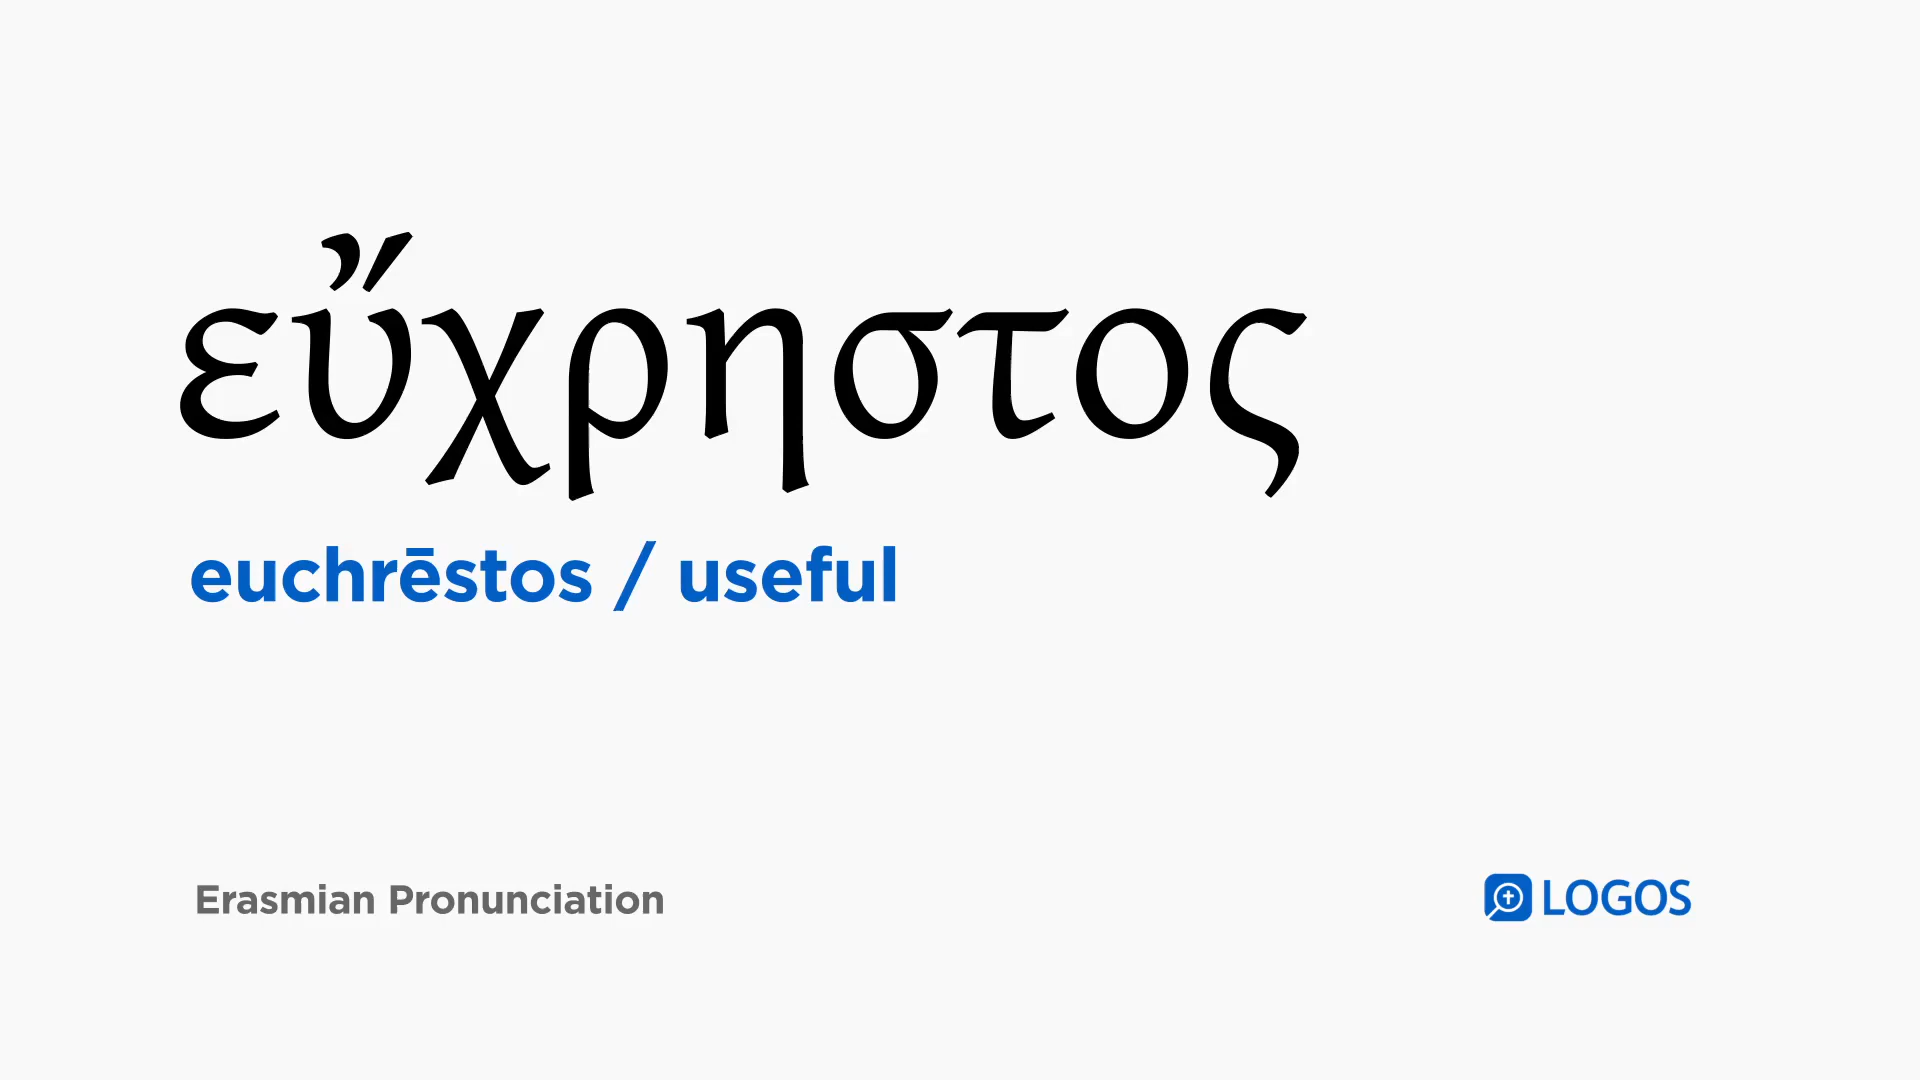 εὔχρηστος
euchrēstos / useful
Erasmian Pronunciation
LOGOS